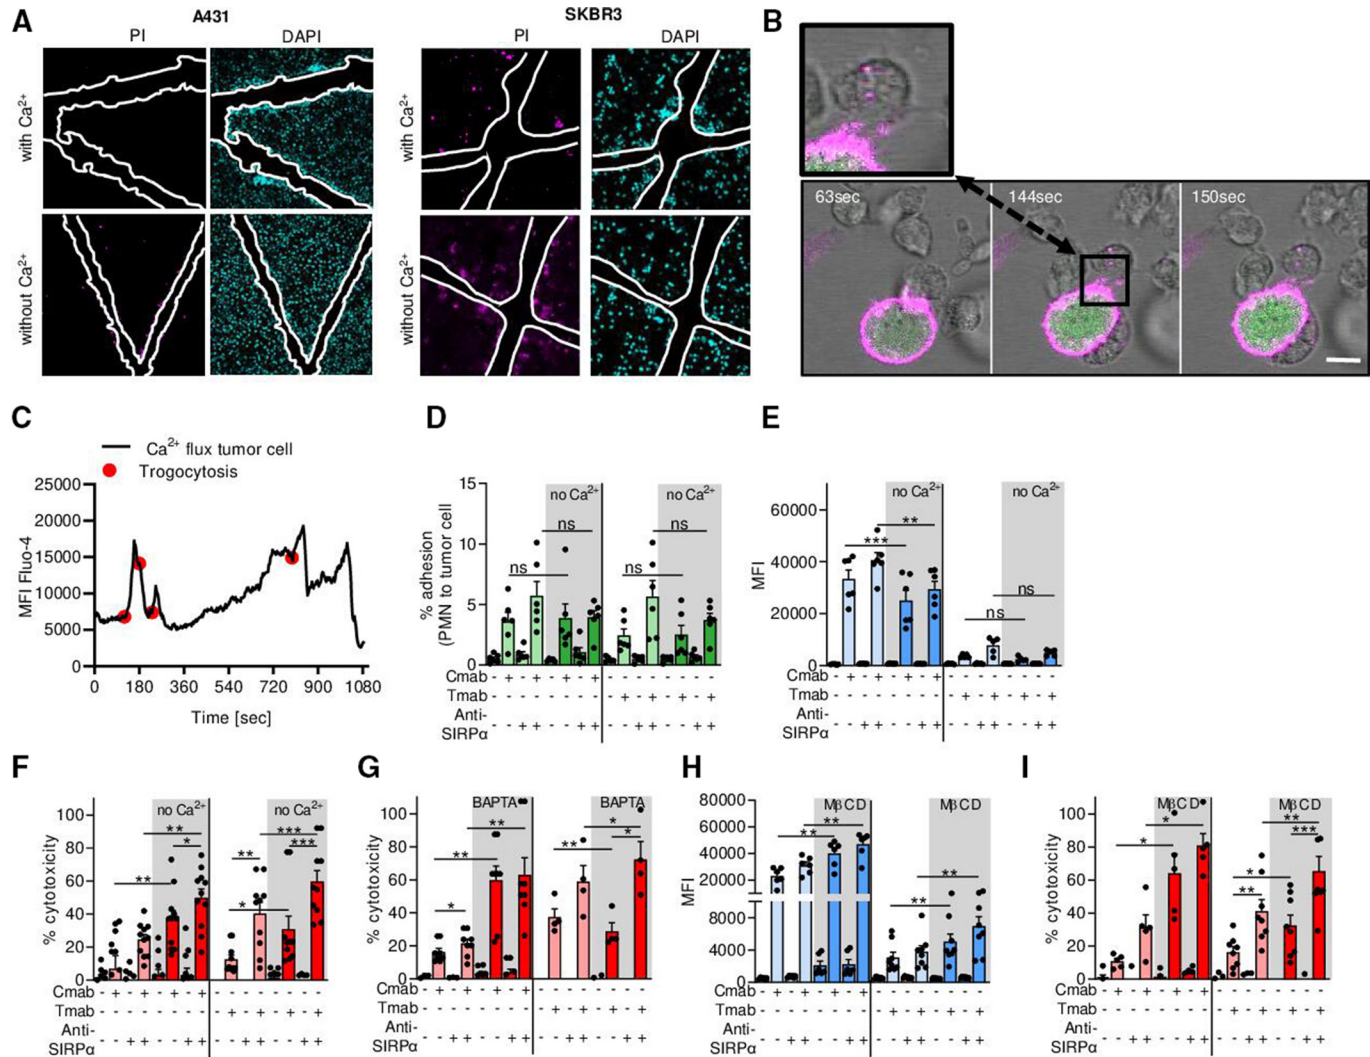 A
A431
PI
DAPI
with Ca2+
without Ca2+
SKBR3
PI
DAPI
with Ca2+
without Ca2+
B
63sec
144sec
150sec
C
Ca2+ flux tumor cell
Trogocytosis
25000
20000
15000
10000
5000
0
MFI Fluo-4
0 180 360 540 720 900 1080
Time [sec]
D
15
10
5
0
% adhesion
(PMN to tumor cell
no Ca2+
no Ca2+
ns
ns
ns
ns
Cmab - + - + - + - + - - - - - - - -
Tmab - - - - - - - - - + - + - + - +
Anti-
SIRPα - - + + - - + + - - + + - - + +
E
60000
40000
20000
0
MFI
no Ca2+
no Ca2+
**
***
ns
ns
Cmab - + - + - + - + - - - - - - - -
Tmab - - - - - - - - - + - + - + - +
Anti-
SIRPα - - + + - - + + - - + + - - + +
F
100
80
60
40
20
0
% cytotoxicity
no Ca2+
no Ca2+
**
*
**
***
***
**
*
Cmab - + - + - + - + - - - - - - - -
Tmab - - - - - - - - - + - + - + - +
Anti-
SIRPα - - + + - - + + - - + + - - + +
G
100
80
60
40
20
0
% cytotoxicity
BAPTA
BAPTA
**
**
*
*
*
**
Cmab - + - + - + - + - - - - - - - -
Tmab - - - - - - - - - + - + - + - +
Anti-
SIRPα - - + + - - + + - - + + - - + +
H
80000
60000
40000
20000
8000
4000
0
MFI
MβCD
MβCD
**
**
**
**
Cmab - + - + - + - + - - - - - - - -
Tmab - - - - - - - - - + - + - + - +
Anti-
SIRPα - - + + - - + + - - + + - - + +
I
100
80
60
40
20
0
% cytotoxicity
MβCD
MβCD
*
*
**
***
*
**
Cmab - + - + - + - + - - - - - - - -
Tmab - - - - - - - - - + - + - + - +
Anti-
SIRPα - - + + - - + + - - + + - - + +